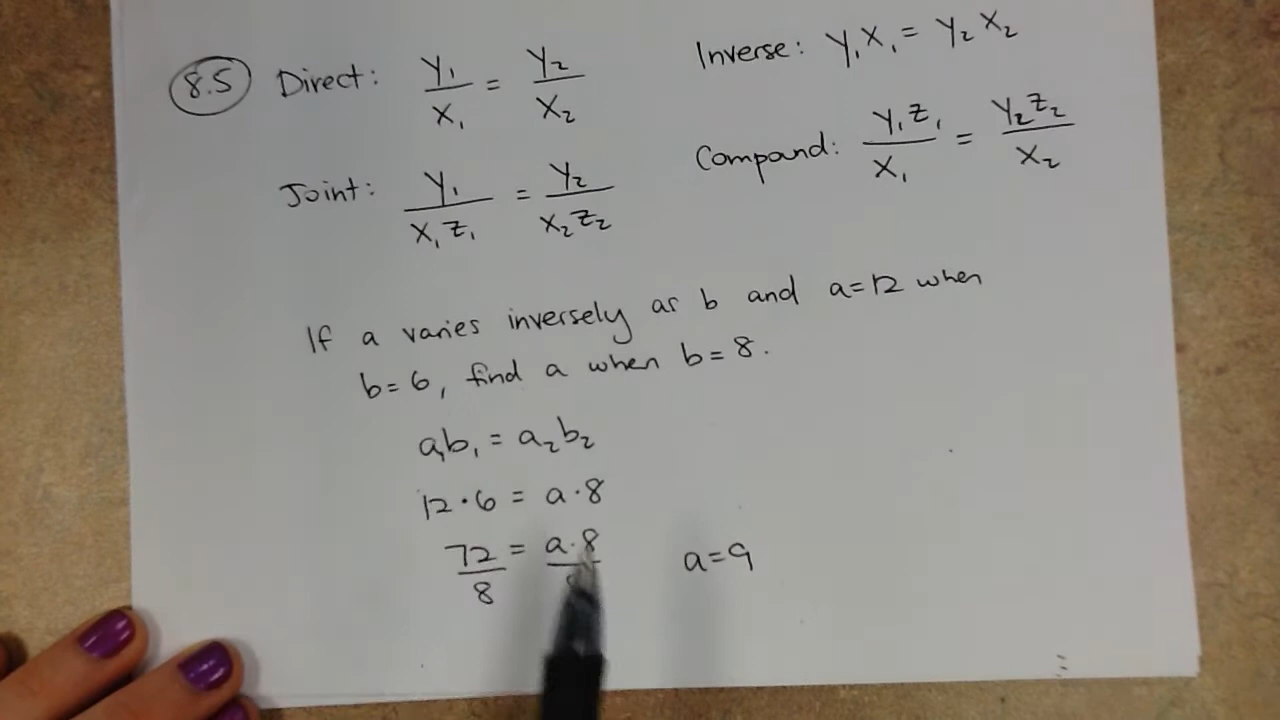 8.5 Direct: Y₁/X₁ = Y₂/X₂
Inverse: Y₁X₁ = Y₂X₂
Joint: Y₁/X₁Z₁ = Y₂/X₂Z₂
Compound: Y₁Z₁/X₁ = Y₂Z₂/X₂
If a varies inversely as b and a=12 when
b=6, find a when b=8.
a₁b₁ = a₂b₂
12·6 = a·8
72/8 = a·8/8
a=9